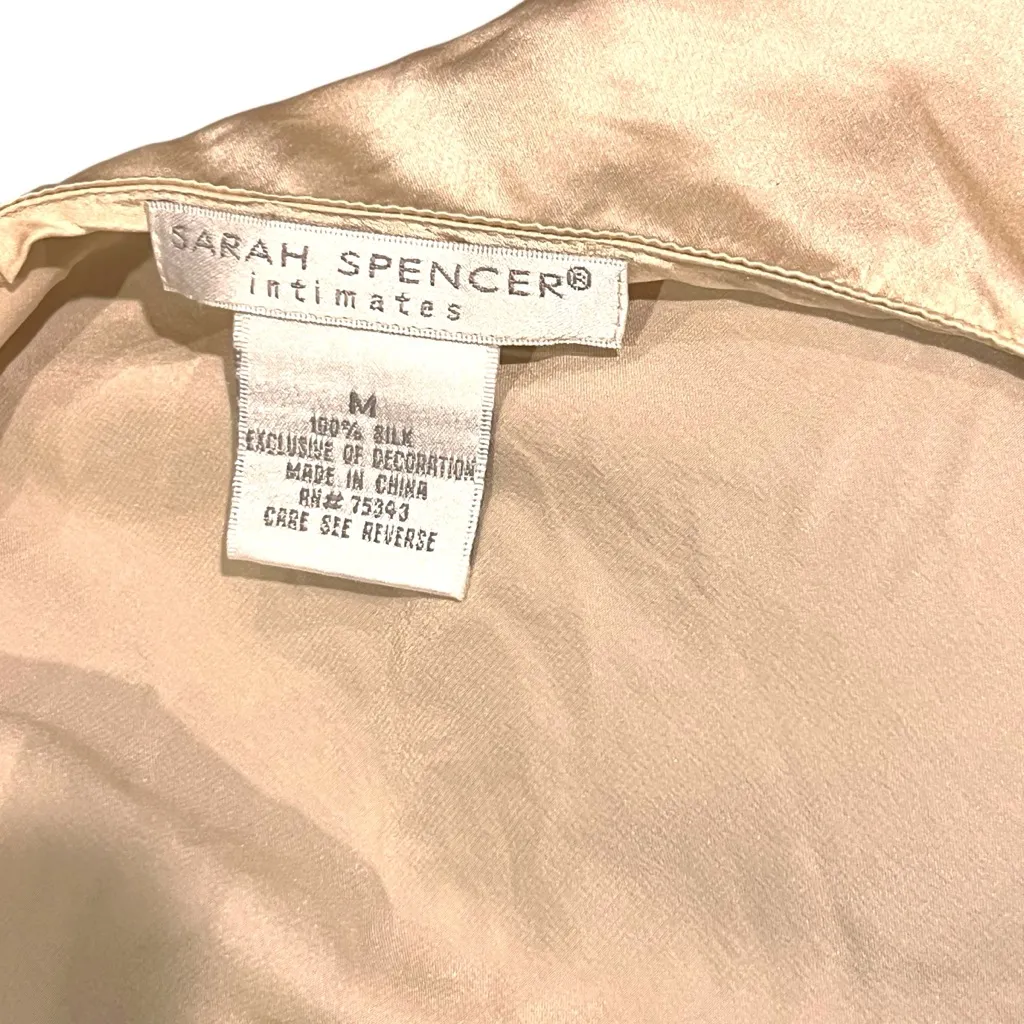 SARAH SPENCER®
intimates
M
100% SILK
EXCLUSIVE OF DECORATION
MADE IN CHINA
RN# 75393
CARE SEE REVERSE